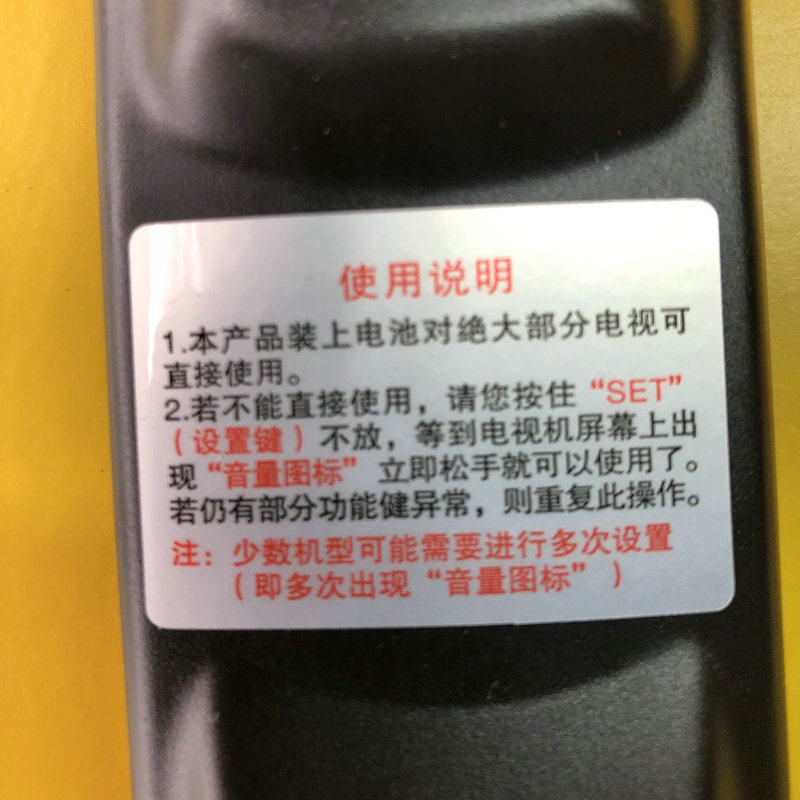 使用说明
1.本产品装上电池对绝大部分电视可
直接使用。
2.若不能直接使用，请您按住“SET”
（设置键）不放，等到电视机屏幕上出
现“音量图标” 立即松手就可以使用了。
若仍有部分功能健异常，则重复此操作。
注：少数机型可能需要进行多次设置
（即多次出现“音量图标”）